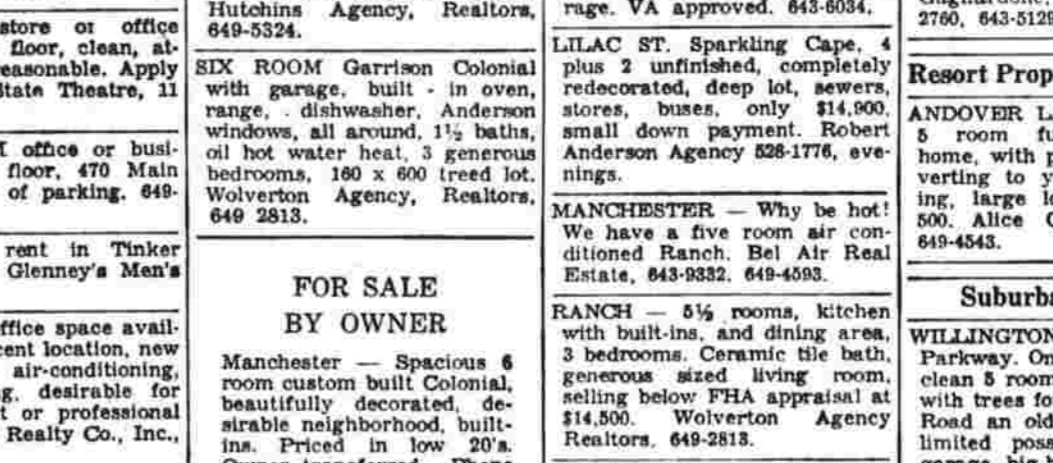 store or office
floor, clean, at-
easonable. Apply
State Theatre, 11
office or busi-
floor, 470 Main
of parking. 649-
rent in Tinker
Glenney's Men's
ffice space avail-
cent location, new
air-conditioning,
g, desirable for
t or professional
Realty Co., Inc.,
Hutchins Agency, Realtors,
649-5324.
SIX ROOM Garrison Colonial
with garage, built - in oven,
range, . dishwasher, Anderson
windows, all around, 1½ baths,
oil hot water heat, 3 generous
bedrooms, 160 x 600 treed lot.
Wolverton Agency, Realtors,
649 2813.
FOR SALE
BY OWNER
Manchester — Spacious 6
room custom built Colonial,
beautifully decorated, de-
sirable neighborhood, built-
ins. Priced in low 20's.
Owner transferred. Phone
rage. VA approved. 643-6034.
LILAC ST. Sparkling Cape, 4
plus 2 unfinished, completely
redecorated, deep lot, sewers,
stores, buses, only $14,900,
small down payment. Robert
Anderson Agency 528-1776, eve-
nings.
MANCHESTER — Why be hot!
We have a five room air con-
ditioned Ranch. Bel Air Real
Estate, 643-9332. 649-4593.
RANCH — 5½ rooms, kitchen
with built-ins, and dining area,
3 bedrooms. Ceramic tile bath,
generous sized living room,
selling below FHA appraisal at
$14,500. Wolverton Agency
Realtors, 649-2813.
2760, 643-5129
Resort Prop
ANDOVER L
5 room fu
home, with p
verting to y
ing, large l
500. Alice C
649-4543.
Suburba
WILLINGTON
Parkway. On
clean 5 room
with trees fo
Road an old
limited poss